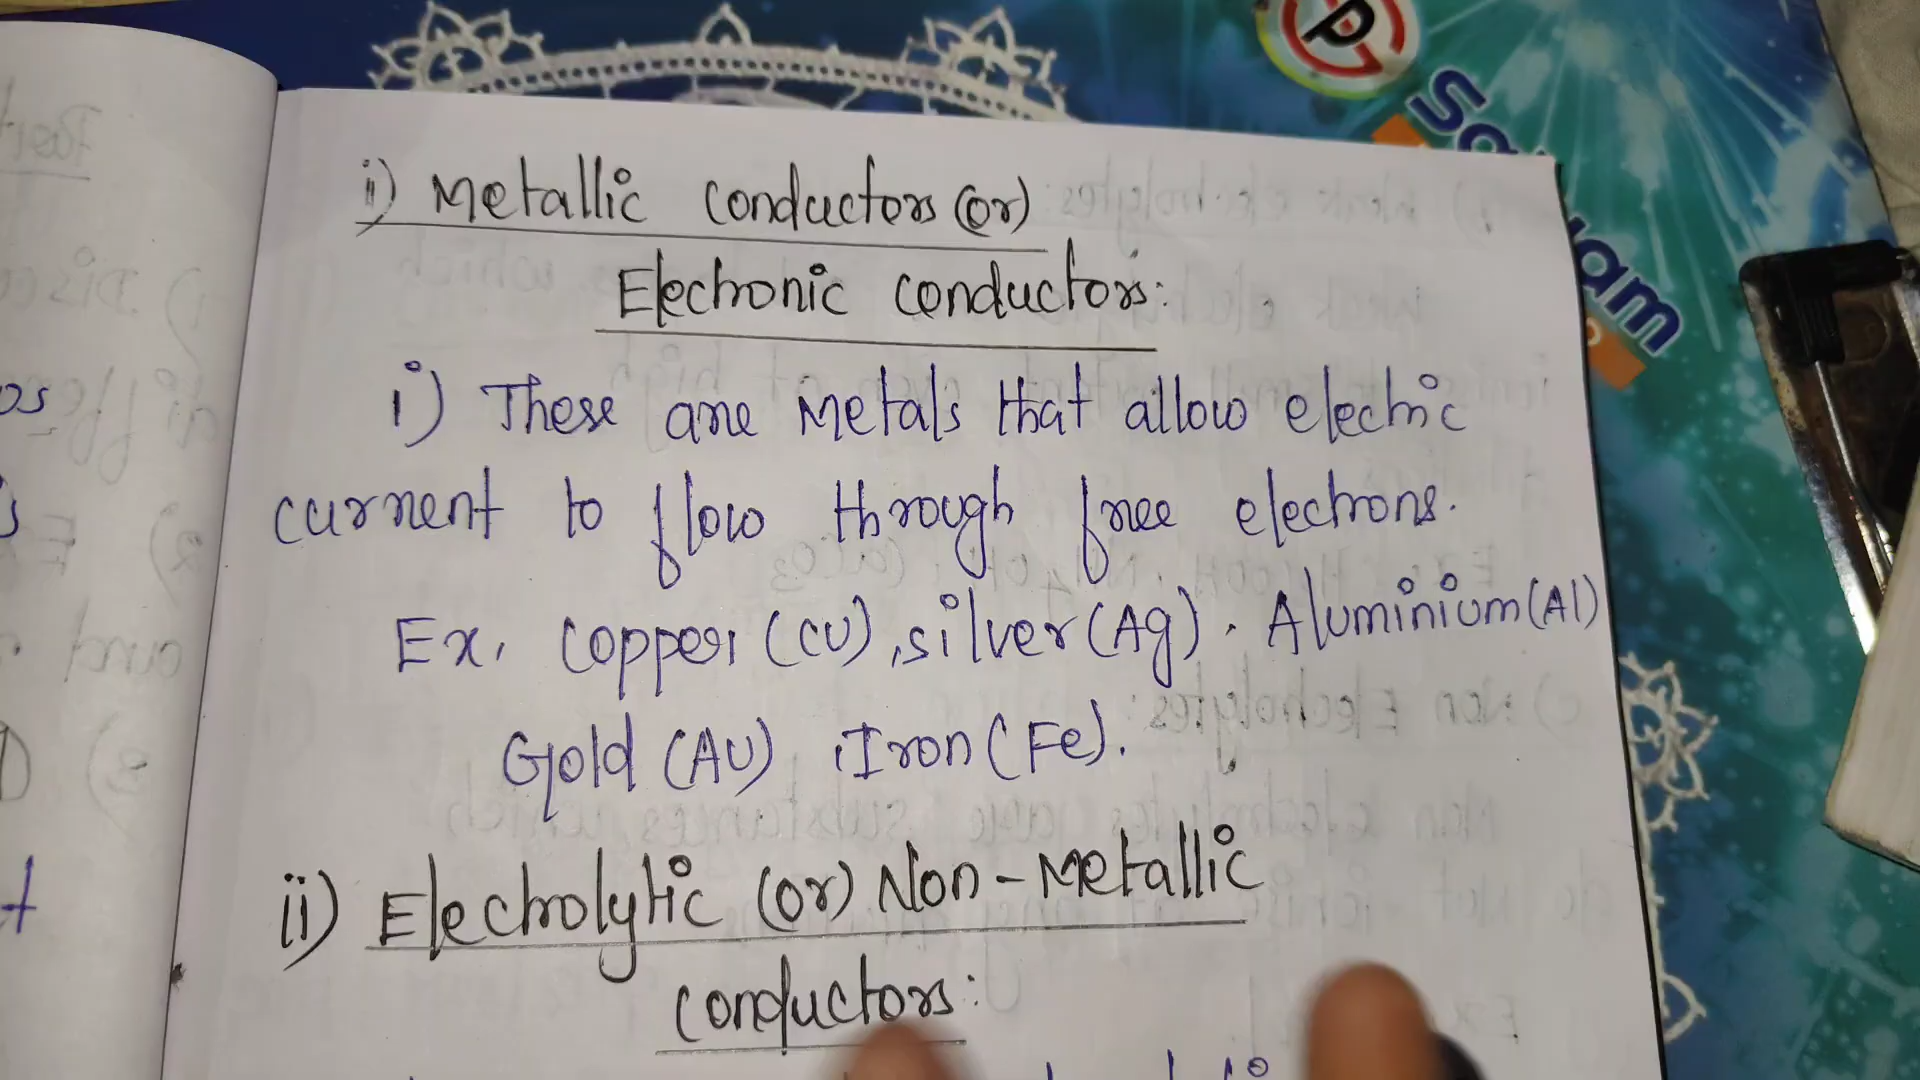 i) Metallic conductors (or)
Electronic conductors:
i) These are Metals that allow electric
current to flow through free electrons.
Ex. Copper (CU), silver (Ag). Aluminium (Al)
Gold (AU), Iron (Fe).
ii) Electrolytic (or) Non-Metallic
conductors: